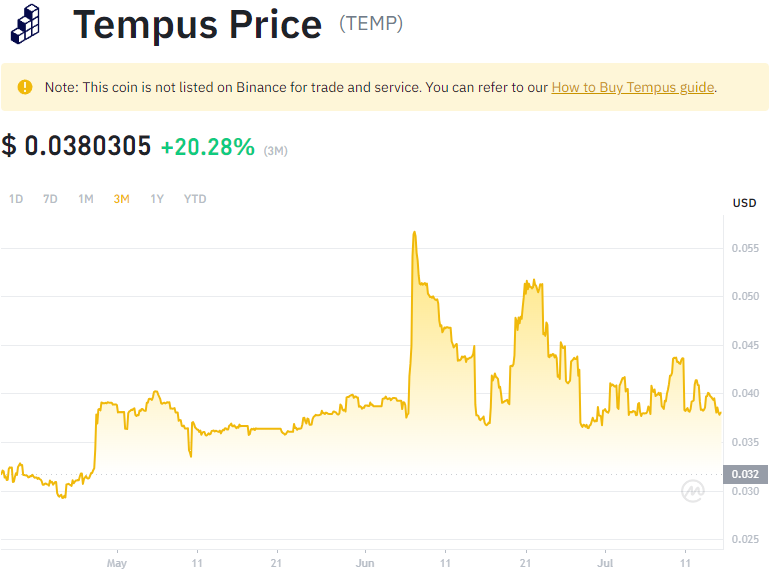 Tempus Price (TEMP)
Note: This coin is not listed on Binance for trade and service. You can refer to our How to Buy Tempus guide.
$ 0.0380305 +20.28% (3M)
1D 7D 1M 3M 1Y YTD
USD
0.055
0.050
0.045
0.040
0.035
0.032
0.030
0.025
May 11 21 Jun 11 21 Jul 11